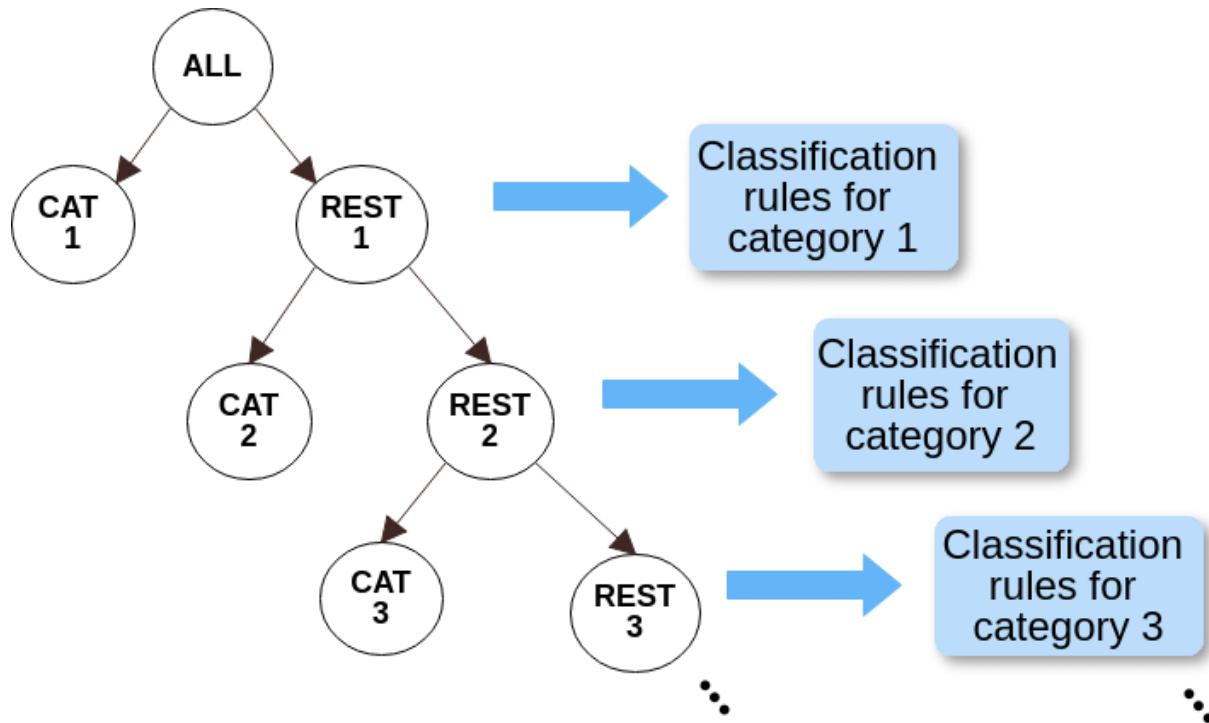 ALL
CAT
1
REST
1
Classification
rules for
category 1
CAT
2
REST
2
Classification
rules for
category 2
CAT
3
REST
3
Classification
rules for
category 3